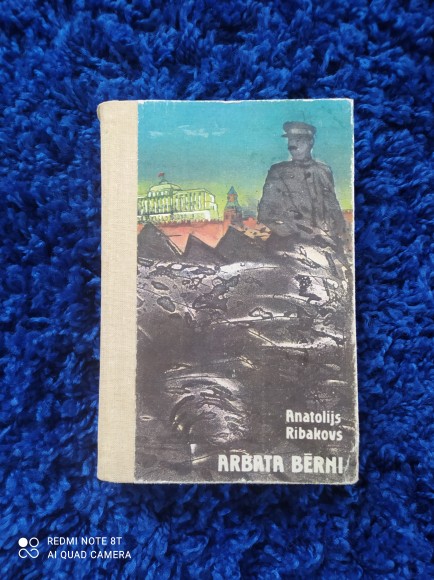 Anatolijs
Ribakovs
ARBATA BĒRNI
REDMI NOTE 8T
AI QUAD CAMERA